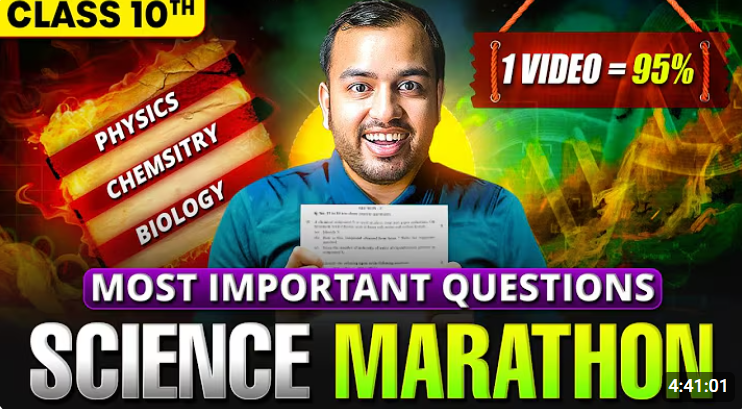 CLASS 10TH
PHYSICS
CHEMSITRY
BIOLOGY
1 VIDEO = 95%
MOST IMPORTANT QUESTIONS
SCIENCE MARATHON
4:41:01